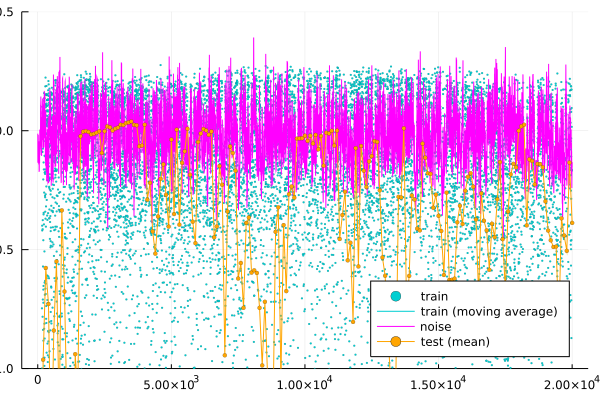 0.5
0.0
0.5
1.0
0
5.00×10³
1.00×10⁴
1.50×10⁴
2.00×10⁴
train
train (moving average)
noise
test (mean)